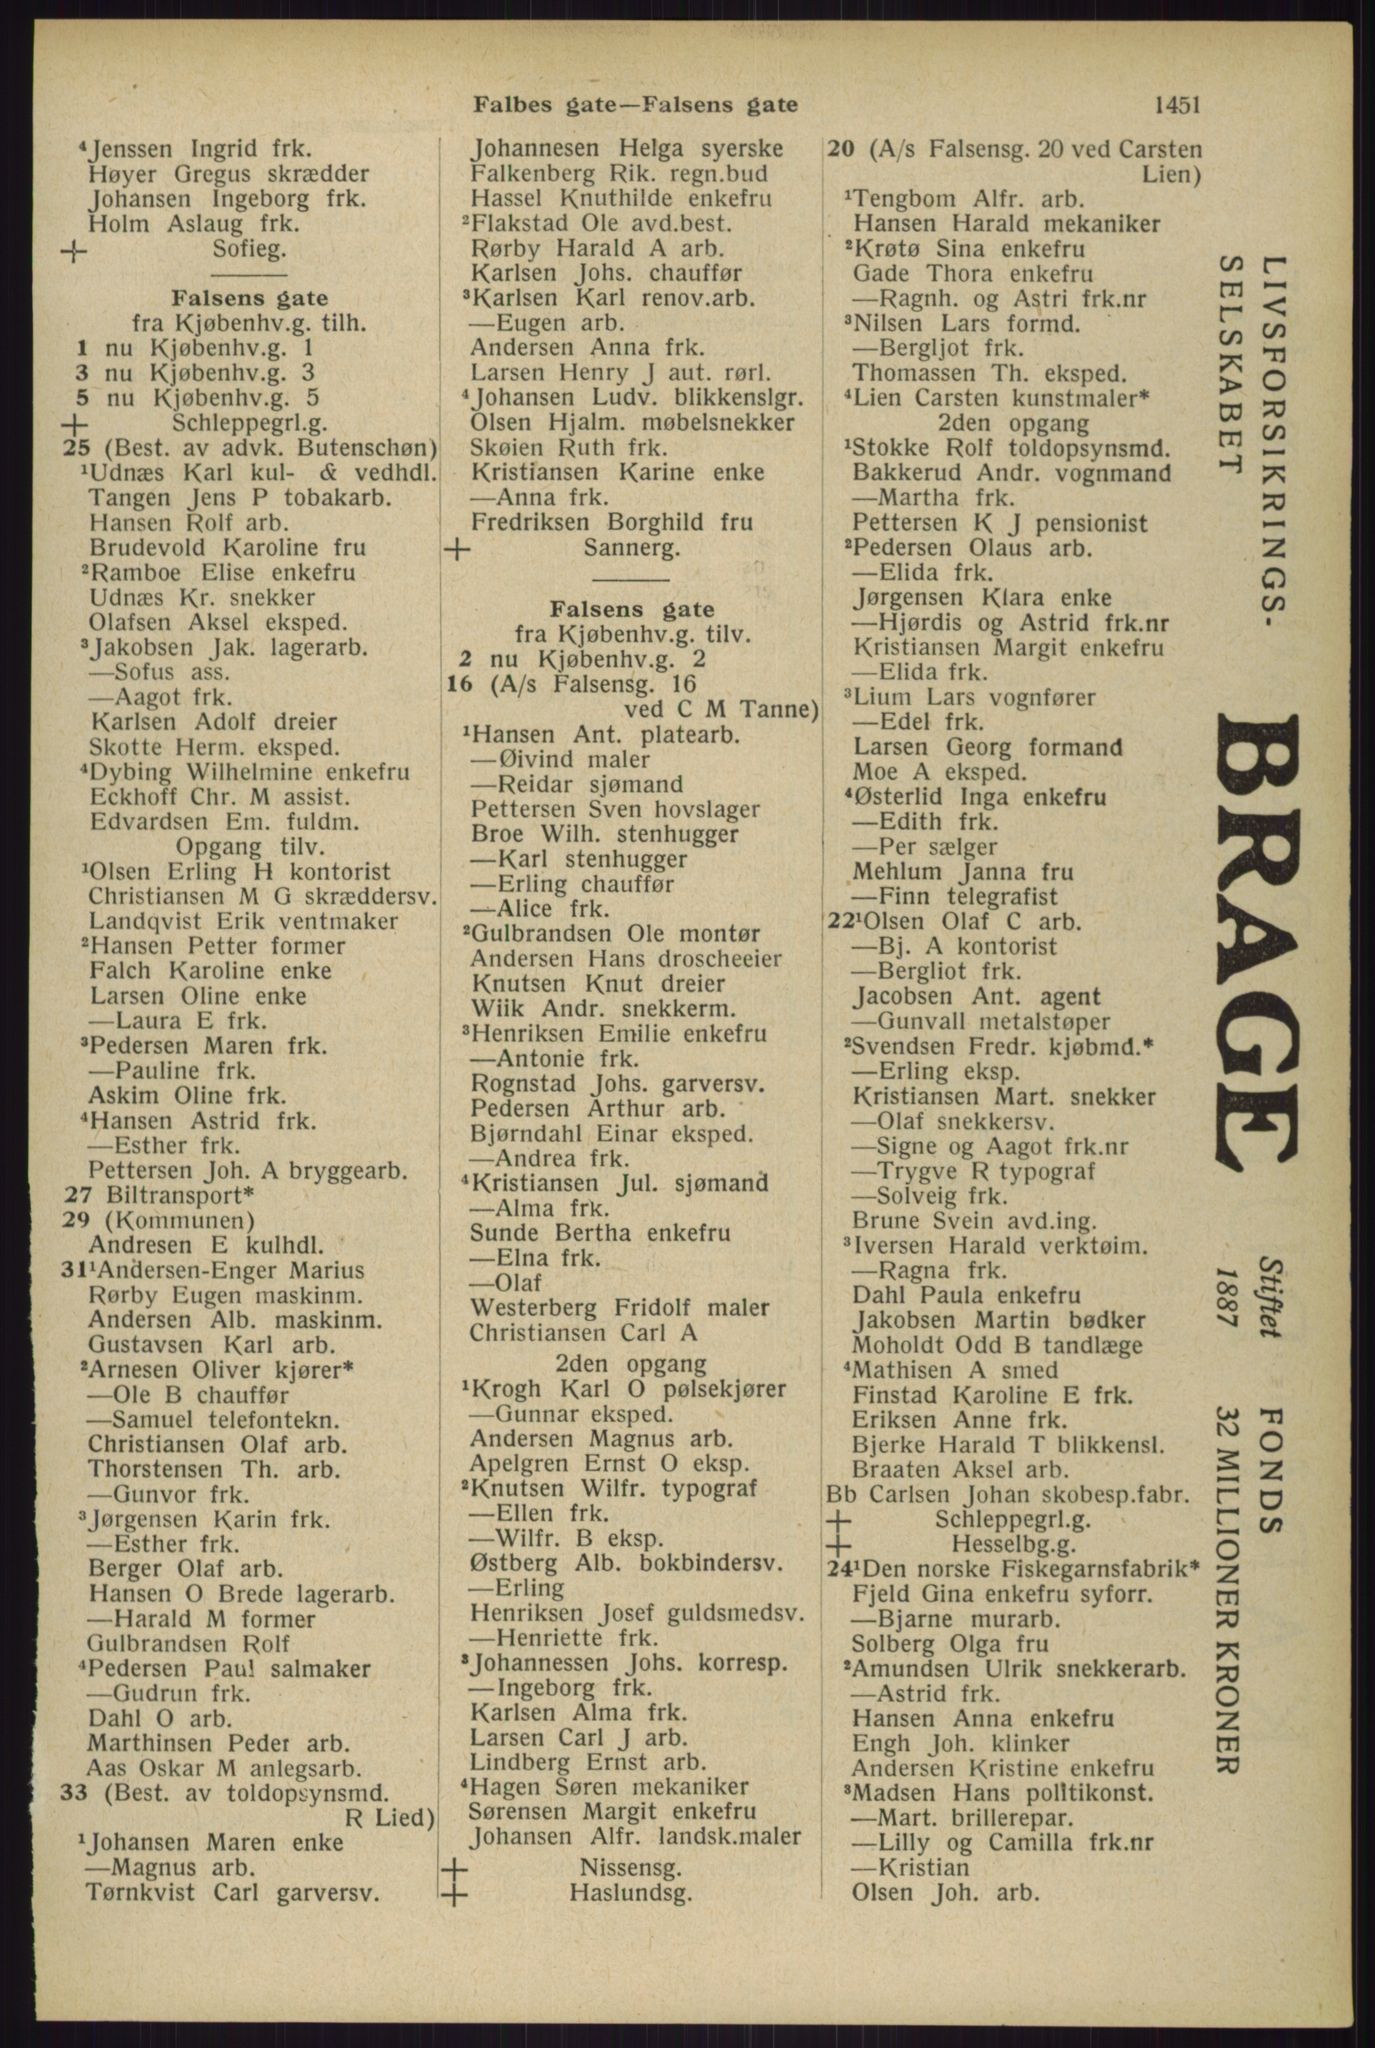 Falbes gate—Falsens gate
1451
⁴Jenssen Ingrid frk.
Høyer Gregus skrædder
Johansen Ingeborg frk.
Holm Aslaug frk.
+ Sofieg.
Falsens gate
fra Kjøbenhv.g. tilh.
1 nu Kjøbenhv.g. 1
3 nu Kjøbenhv.g. 3
5 nu Kjøbenhv.g. 5
+ Schleppegrl.g.
25 (Best. av advk. Butenschøn)
¹Udnæs Karl kul- & vedhdl.
Tangen Jens P tobakarb.
Hansen Rolf arb.
Brudevold Karoline fru
²Ramboe Elise enkefru
Udnæs Kr. snekker
Olafsen Aksel eksped.
³Jakobsen Jak. lagerarb.
—Sofus ass.
—Aagot frk.
Karlsen Adolf dreier
Skotte Herm. eksped.
⁴Dybing Wilhelmine enkefru
Eckhoff Chr. M assist.
Edvardsen Em. fuldm.
Opgang tilv.
¹Olsen Erling H kontorist
Christiansen M G skræddersv.
Landqvist Erik ventmaker
²Hansen Petter former
Falch Karoline enke
Larsen Oline enke
—Laura E frk.
³Pedersen Maren frk.
—Pauline frk.
Askim Oline frk.
⁴Hansen Astrid frk.
—Esther frk.
Pettersen Joh. A bryggearb.
27 Biltransport*
29 (Kommunen)
Andresen E kulhdl.
31¹Andersen-Enger Marius
Rørby Eugen maskinm.
Andersen Alb. maskinm.
Gustavsen Karl arb.
²Arnesen Oliver kjører*
—Ole B chauffør
—Samuel telefontekn.
Christiansen Olaf arb.
Thorstensen Th. arb.
—Gunvor frk.
³Jørgensen Karin frk.
—Esther frk.
Berger Olaf arb.
Hansen O Brede lagerarb.
—Harald M former
Gulbrandsen Rolf
⁴Pedersen Paul salmaker
—Gudrun frk.
Dahl O arb.
Marthinsen Peder arb.
Aas Oskar M anlegsarb.
33 (Best. av toldopsynsmd.
R Lied)
¹Johansen Maren enke
—Magnus arb.
Tørnkvist Carl garversv.
Johannesen Helga syerske
Falkenberg Rik. regn.bud
Hassel Knuthilde enkefru
²Flakstad Ole avd.best.
Rørby Harald A arb.
Karlsen Johs. chauffør
³Karlsen Karl renov.arb.
—Eugen arb.
Andersen Anna frk.
Larsen Henry J aut. rørl.
⁴Johansen Ludv. blikkenslgr.
Olsen Hjalm. møbelsnekker
Skøien Ruth frk.
Kristiansen Karine enke
—Anna frk.
Fredriksen Borghild fru
+ Sannerg.
Falsens gate
fra Kjøbenhv.g. tilv.
2 nu Kjøbenhv.g. 2
16 (A/s Falsensg. 16
ved C M Tanne)
¹Hansen Ant. platearb.
—Øivind maler
—Reidar sjømand
Pettersen Sven hovslager
Broe Wilh. stenhugger
—Karl stenhugger
—Erling chauffør
—Alice frk.
²Gulbrandsen Ole montør
Andersen Hans droscheeier
Knutsen Knut dreier
Wiik Andr. snekkerm.
³Henriksen Emilie enkefru
—Antonie frk.
Rognstad Johs. garversv.
Pedersen Arthur arb.
Bjørndahl Einar eksped.
—Andrea frk.
⁴Kristiansen Jul. sjømand
—Alma frk.
Sunde Bertha enkefru
—Elna frk.
—Olaf
Westerberg Fridolf maler
Christiansen Carl A
2den opgang
¹Krogh Karl O pølsekjører
—Gunnar eksped.
Andersen Magnus arb.
Apelgren Ernst O eksp.
²Knutsen Wilfr. typograf
—Ellen frk.
—Wilfr. B eksp.
Østberg Alb. bokbindersv.
—Erling
Henriksen Josef guldsmedsv.
—Henriette frk.
³Johannessen Johs. korresp.
—Ingeborg frk.
Karlsen Alma frk.
Larsen Carl J arb.
Lindberg Ernst arb.
⁴Hagen Søren mekaniker
Sørensen Margit enkefru
Johansen Alfr. landsk.maler
+ Nissensg.
+ Haslundsg.
20 (A/s Falsensg. 20 ved Carsten
Lien)
¹Tengbom Alfr. arb.
Hansen Harald mekaniker
²Krøtø Sina enkefru
Gade Thora enkefru
—Ragnh. og Astri frk.nr
³Nilsen Lars formd.
—Bergljot frk.
Thomassen Th. eksped.
⁴Lien Carsten kunstmaler*
2den opgang
¹Stokke Rolf toldopsynsmd.
Bakkerud Andr. vognmand
—Martha frk.
Pettersen K J pensionist
²Pedersen Olaus arb.
—Elida frk.
Jørgensen Klara enke
—Hjørdis og Astrid frk.nr
Kristiansen Margit enkefru
—Elida frk.
³Lium Lars vognfører
—Edel frk.
Larsen Georg formand
Moe A eksped.
⁴Østerlid Inga enkefru
—Edith frk.
—Per sælger
Mehlum Janna fru
—Finn telegrafist
22¹Olsen Olaf C arb.
—Bj. A kontorist
—Bergliot frk.
Jacobsen Ant. agent
—Gunvall metalstøper
²Svendsen Fredr. kjøbmd.*
—Erling eksp.
Kristiansen Mart. snekker
—Olaf snekkersv.
—Signe og Aagot frk.nr
—Trygve R typograf
—Solveig frk.
Brune Svein avd.ing.
³Iversen Harald verktøim.
—Ragna frk.
Dahl Paula enkefru
Jakobsen Martin bødker
Moholdt Odd B tandlæge
⁴Mathisen A smed
Finstad Karoline E frk.
Eriksen Anne frk.
Bjerke Harald T blikkensl.
Braaten Aksel arb.
Bb Carlsen Johan skobesp.fabr.
+ Schleppegrl.g.
+ Hesselbg.g.
24¹Den norske Fiskegarnsfabrik*
Fjeld Gina enkefru syforr.
—Bjarne murarb.
Solberg Olga fru
²Amundsen Ulrik snekkerarb.
—Astrid frk.
Hansen Anna enkefru
Engh Joh. klinker
Andersen Kristine enkefru
³Madsen Hans polltikonst.
—Mart. brillerepar.
—Lilly og Camilla frk.nr
—Kristian
Olsen Joh. arb.
LIVSFORSIKRINGS-
SELSKABET
BRAGE
Stiftet
1887
FONDS
32 MILLIONER KRONER